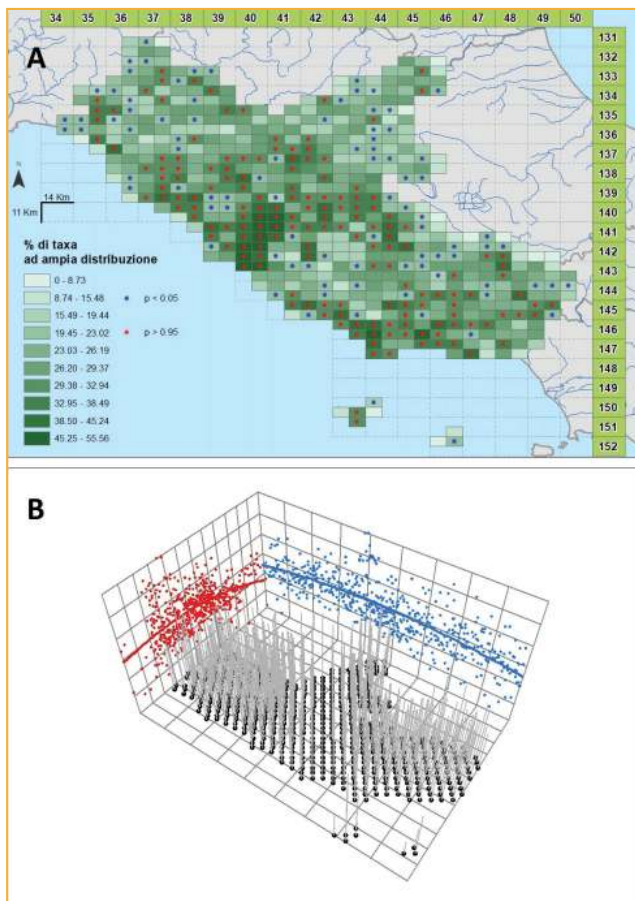 34 35 36 37 38 39 40 41 42 43 44 45 46 47 48 49 50
131
132
133
134
135
136
137
138
139
140
141
142
143
144
145
146
147
148
149
150
151
152
A
N
14 Km
11 Km
% di taxa
ad ampia distribuzione
0 - 8.73
8.74 - 15.48 p < 0.05
15.49 - 19.44
19.45 - 23.02 p > 0.95
23.03 - 26.19
26.20 - 29.37
29.38 - 32.94
32.95 - 38.49
38.50 - 45.24
45.25 - 55.56
B